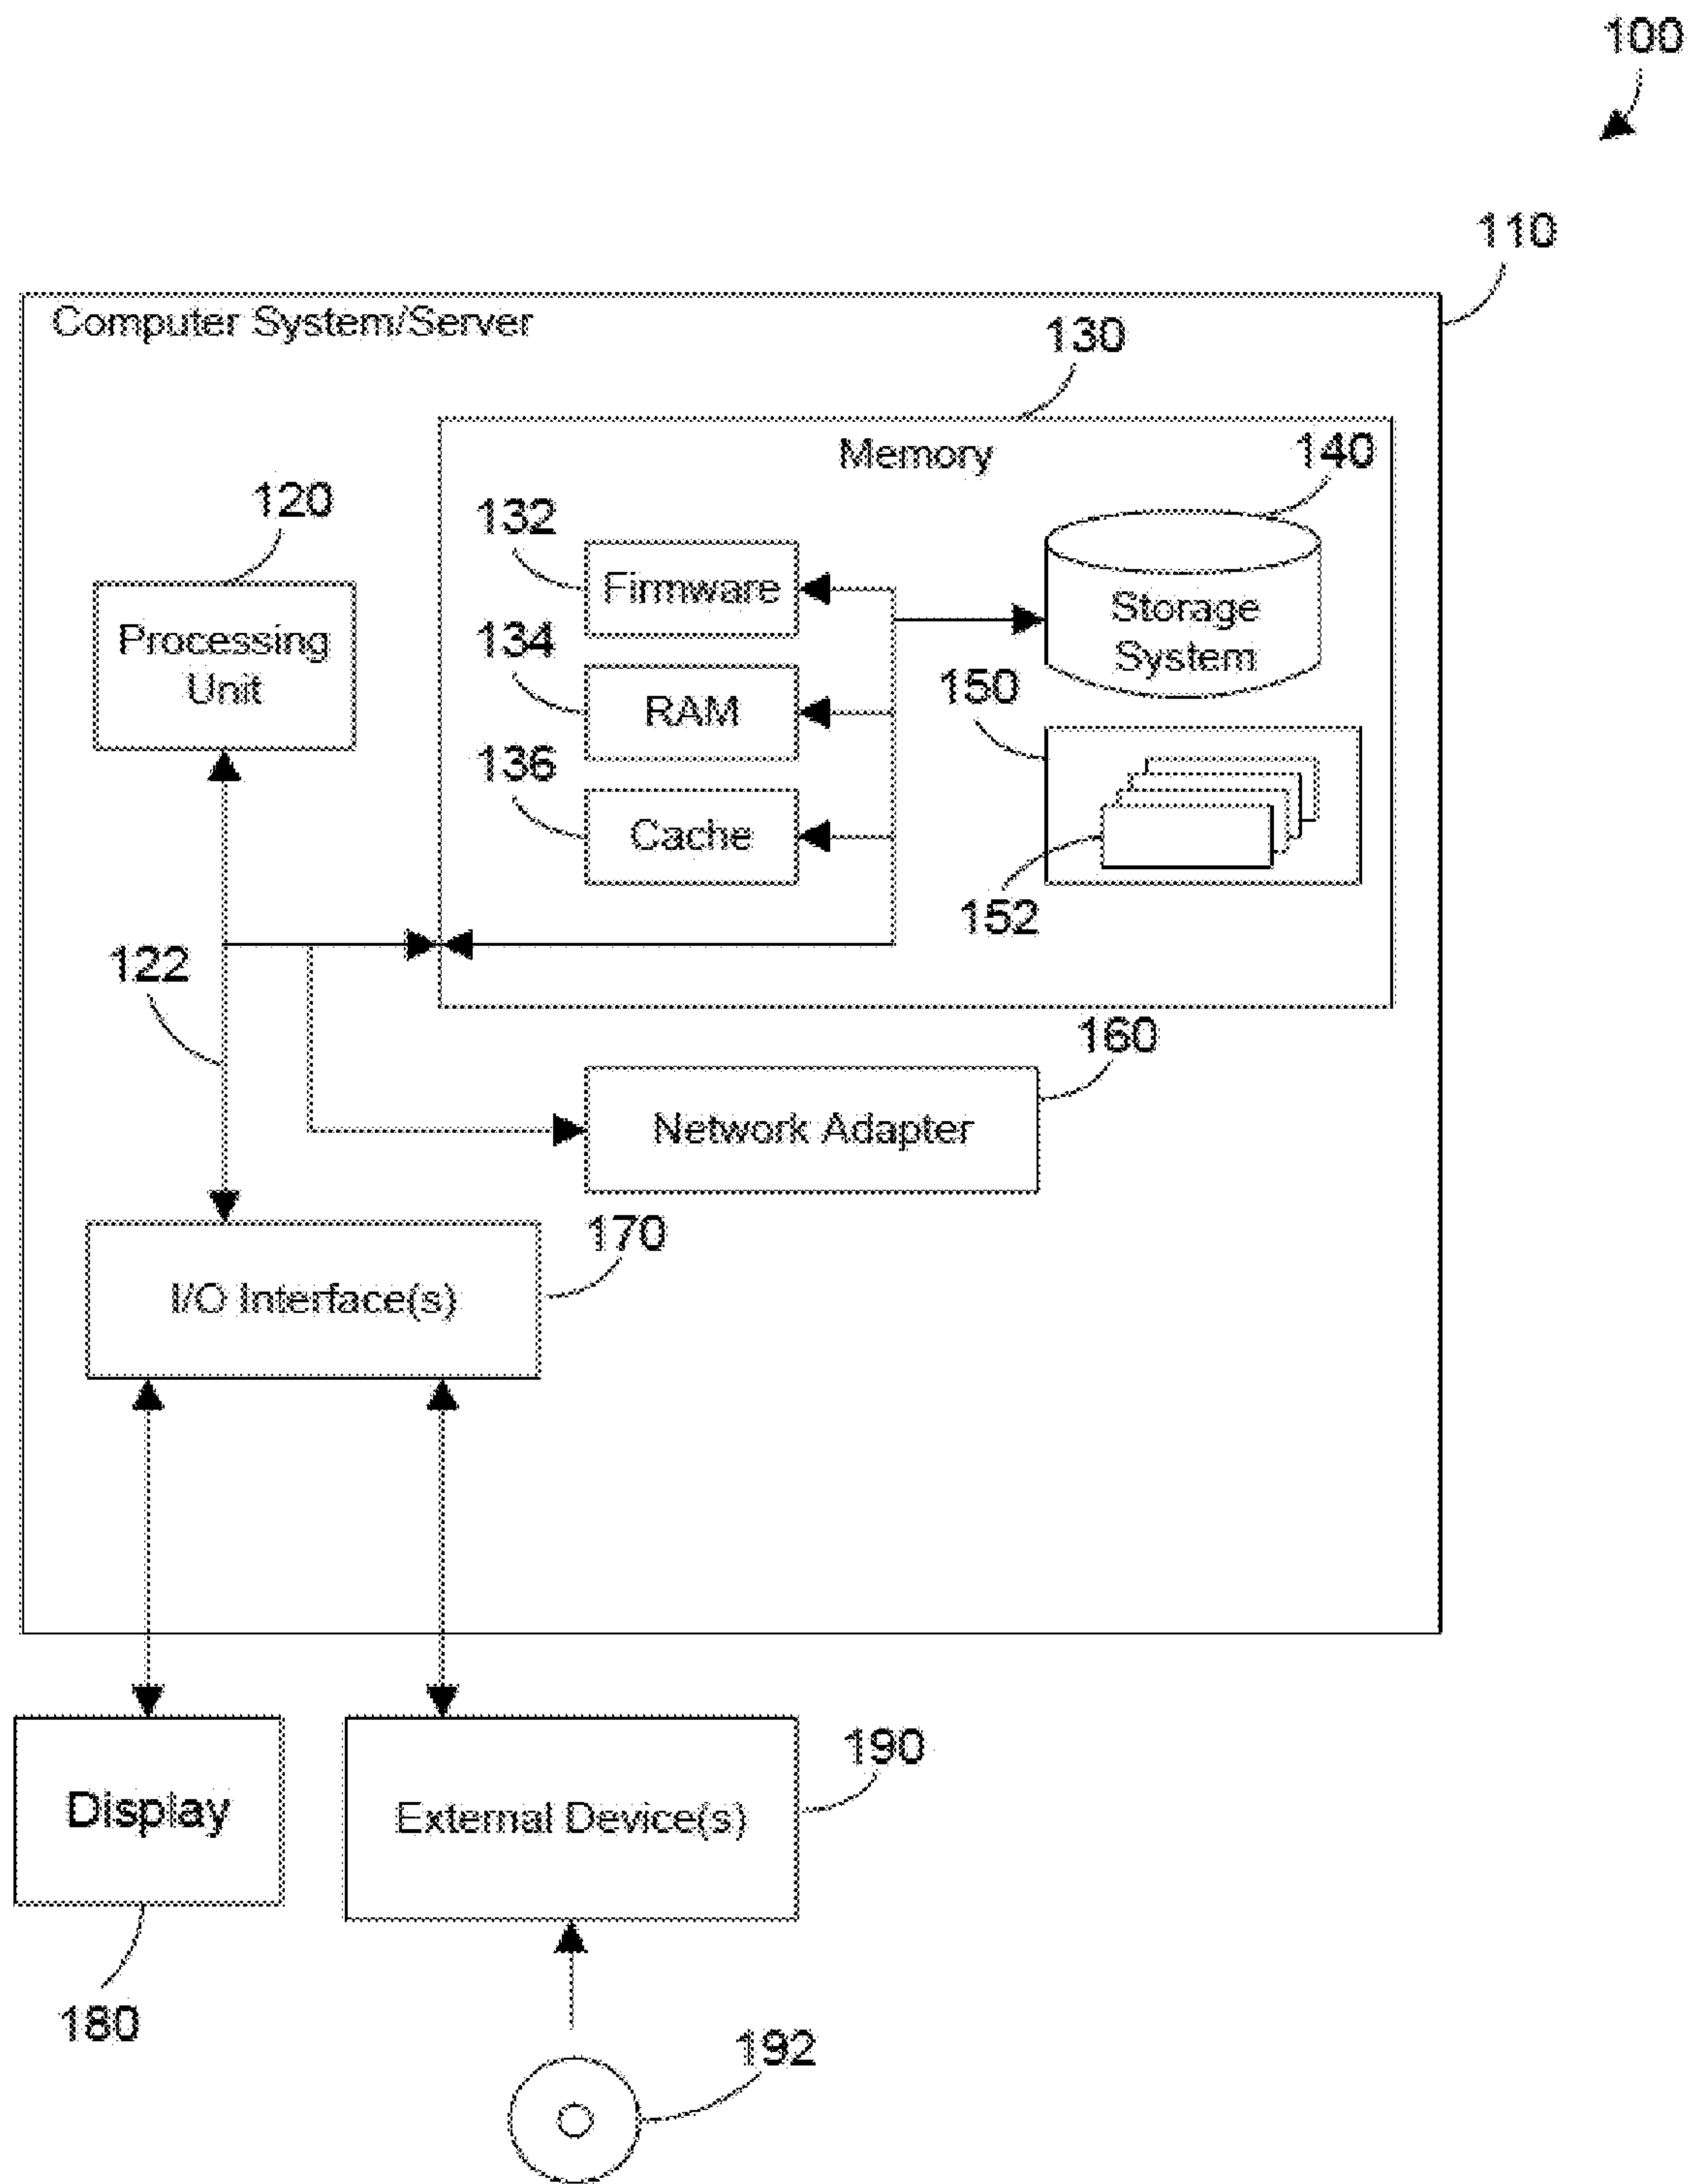 100
110
Computer System/Server
130
Memory
140
120
132
Firmware
Storage
System
Processing
Unit
134
RAM
150
136
Cache
152
122
160
Network Adapter
170
I/O Interface(s)
190
Display
External Device(s)
180
192